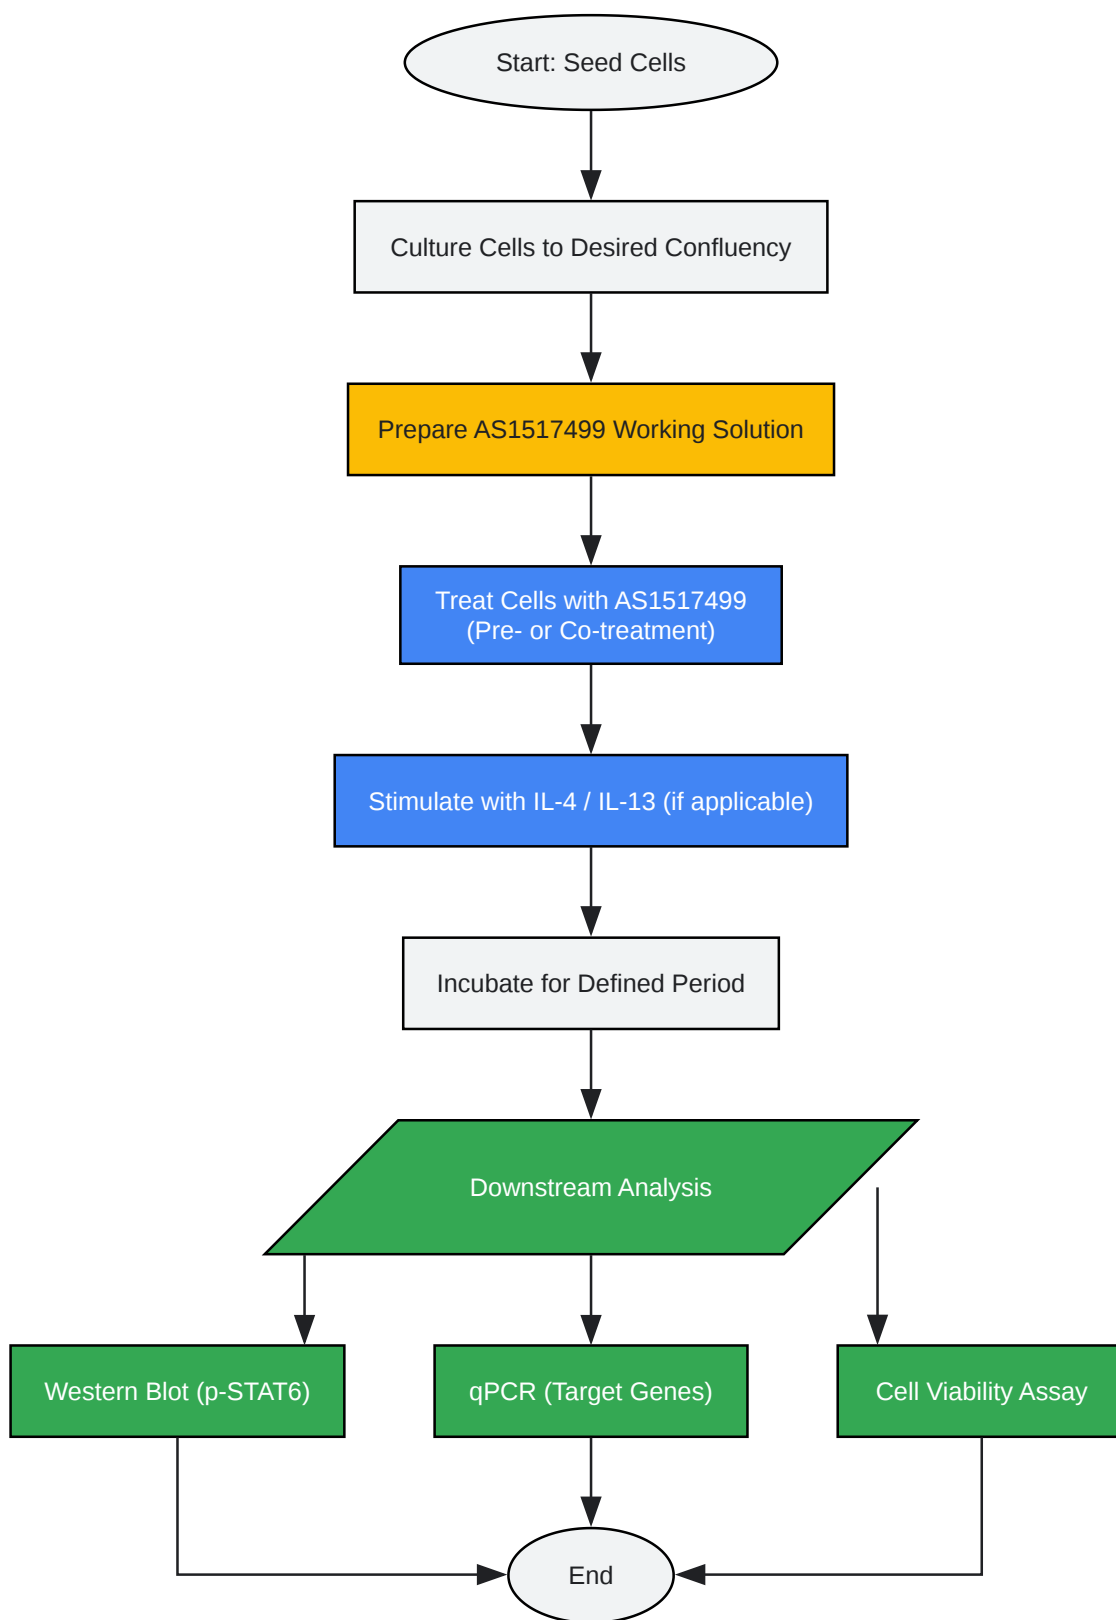 Start: Seed Cells
Culture Cells to Desired Confluency
Prepare AS1517499 Working Solution
Treat Cells with AS1517499
(Pre- or Co-treatment)
Stimulate with IL-4 / IL-13 (if applicable)
Incubate for Defined Period
Downstream Analysis
Western Blot (p-STAT6)
qPCR (Target Genes)
Cell Viability Assay
End